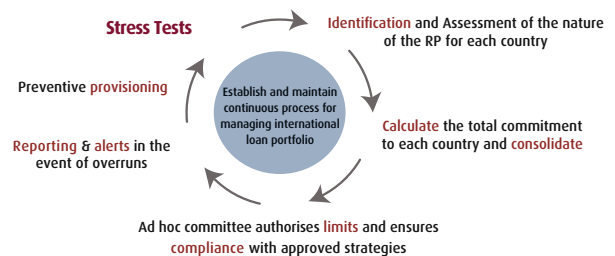 Stress Tests
Identification and Assessment of the nature
of the RP for each country
Calculate the total commitment
to each country and consolidate
Ad hoc committee authorises limits and ensures
compliance with approved strategies
Reporting & alerts in the
event of overruns
Preventive provisioning
Establish and maintain
continuous process for
managing international
loan portfolio